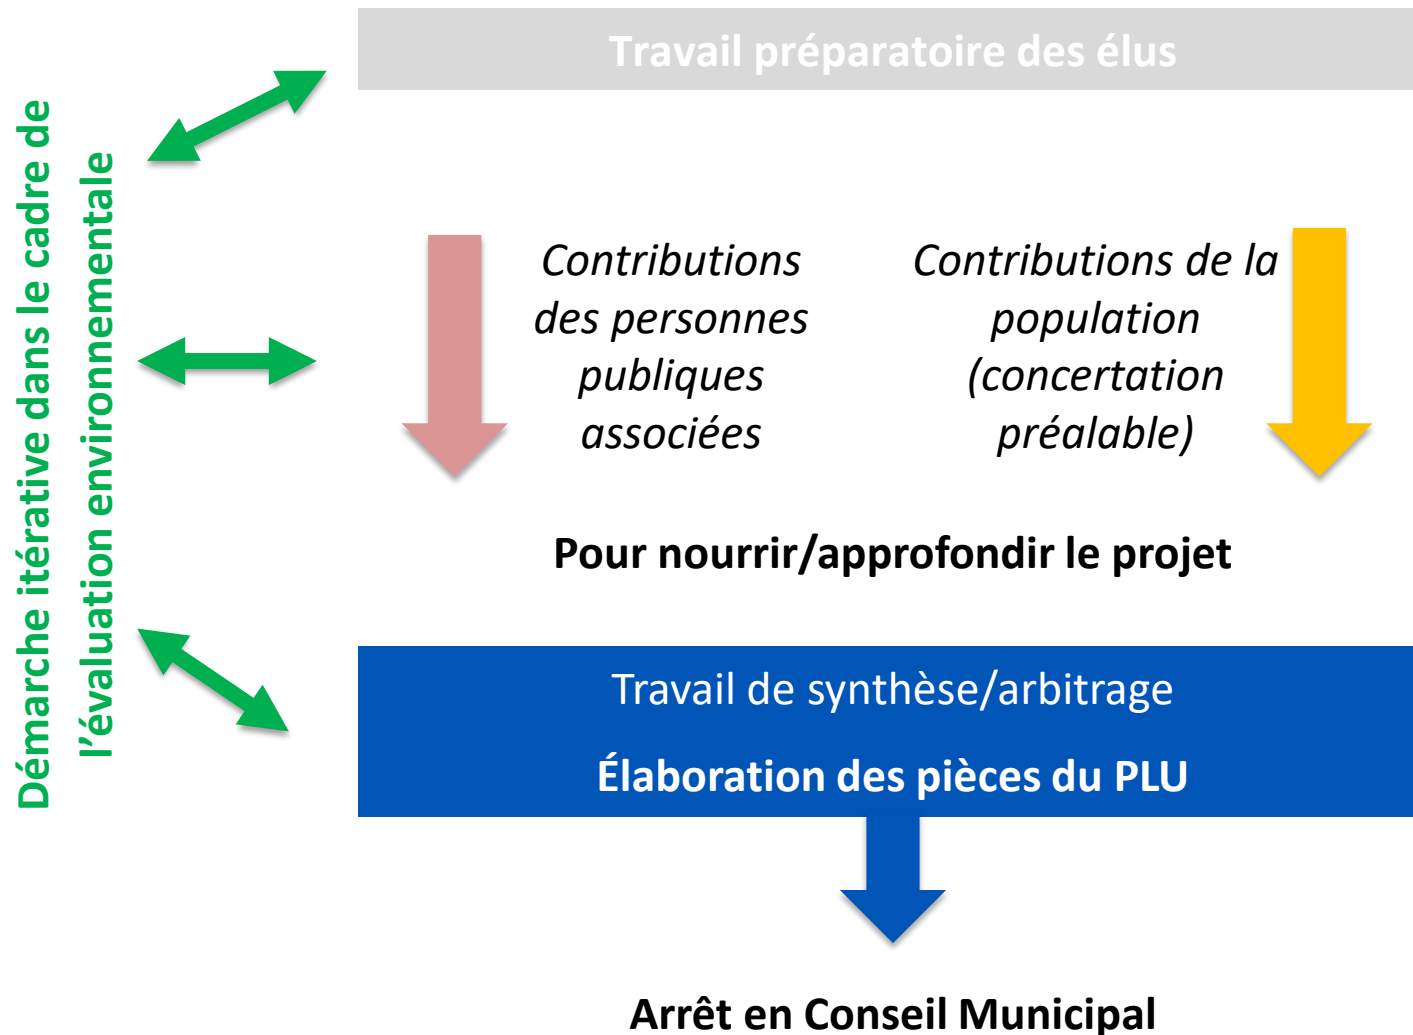 Travail préparatoire des élus
Démarche itérative dans le cadre de
l'évaluation environnementale
Contributions
des personnes
publiques
associées
Contributions de la
population
(concertation
préalable)
Pour nourrir/approfondir le projet
Travail de synthèse/arbitrage
Élaboration des pièces du PLU
Arrêt en Conseil Municipal